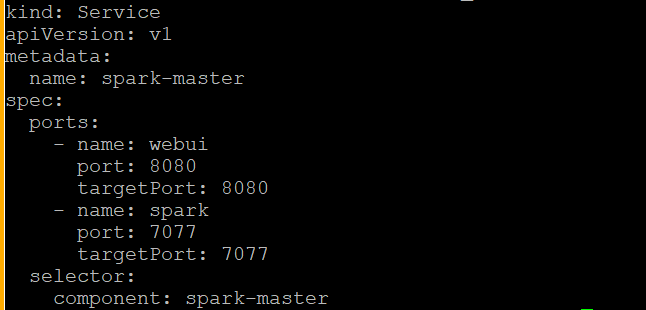 kind: Service
apiVersion: v1
metadata:
  name: spark-master
spec:
  ports:
    - name: webui
      port: 8080
      targetPort: 8080
    - name: spark
      port: 7077
      targetPort: 7077
  selector:
    component: spark-master